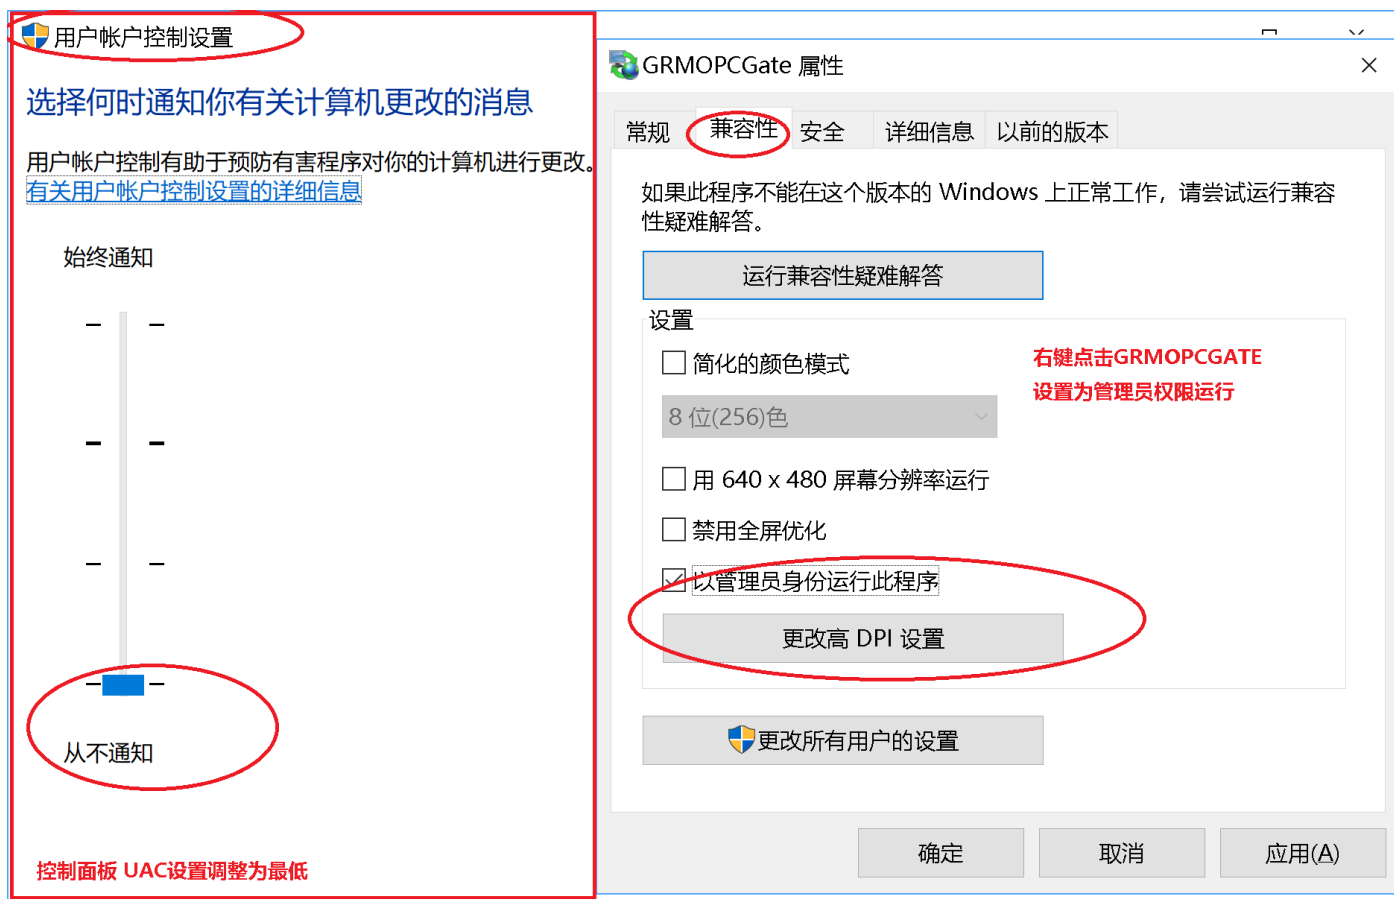 用户帐户控制设置
选择何时通知你有关计算机更改的消息
用户帐户控制有助于预防有害程序对你的计算机进行更改。
有关用户帐户控制设置的详细信息
始终通知
从不通知
控制面板 UAC设置调整为最低
GRMOPCGate 属性
常规 兼容性 安全 详细信息 以前的版本
如果此程序不能在这个版本的 Windows 上正常工作，请尝试运行兼容
性疑难解答。
运行兼容性疑难解答
设置
简化的颜色模式
8 位(256)色
右键点击GRMOPCGATE
设置为管理员权限运行
用 640 x 480 屏幕分辨率运行
禁用全屏优化
以管理员身份运行此程序
更改高 DPI 设置
更改所有用户的设置
确定 取消 应用(A)